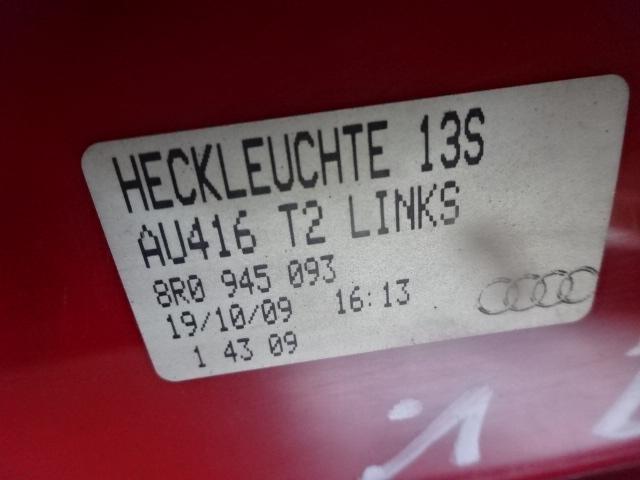 HECKLEUCHTE 13S
AU416 T2 LINKS
8R0 945 093
19/10/09 16:13
1 43 09